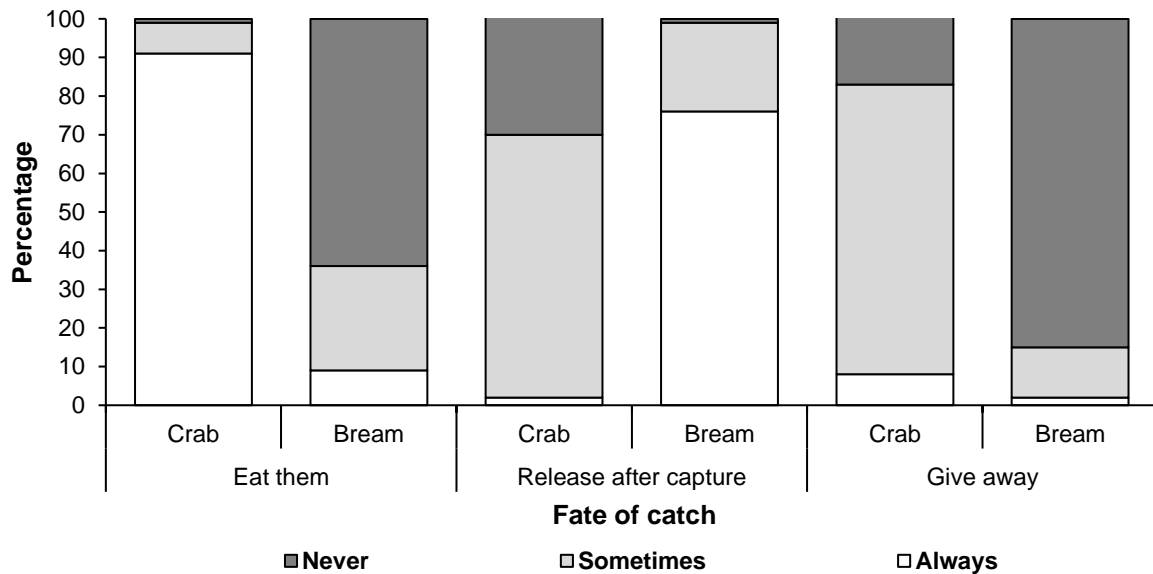 Percentage
100
90
80
70
60
50
40
30
20
10
0
Crab Bream Crab Bream Crab Bream
Eat them Release after capture Give away
Fate of catch
Never Sometimes Always